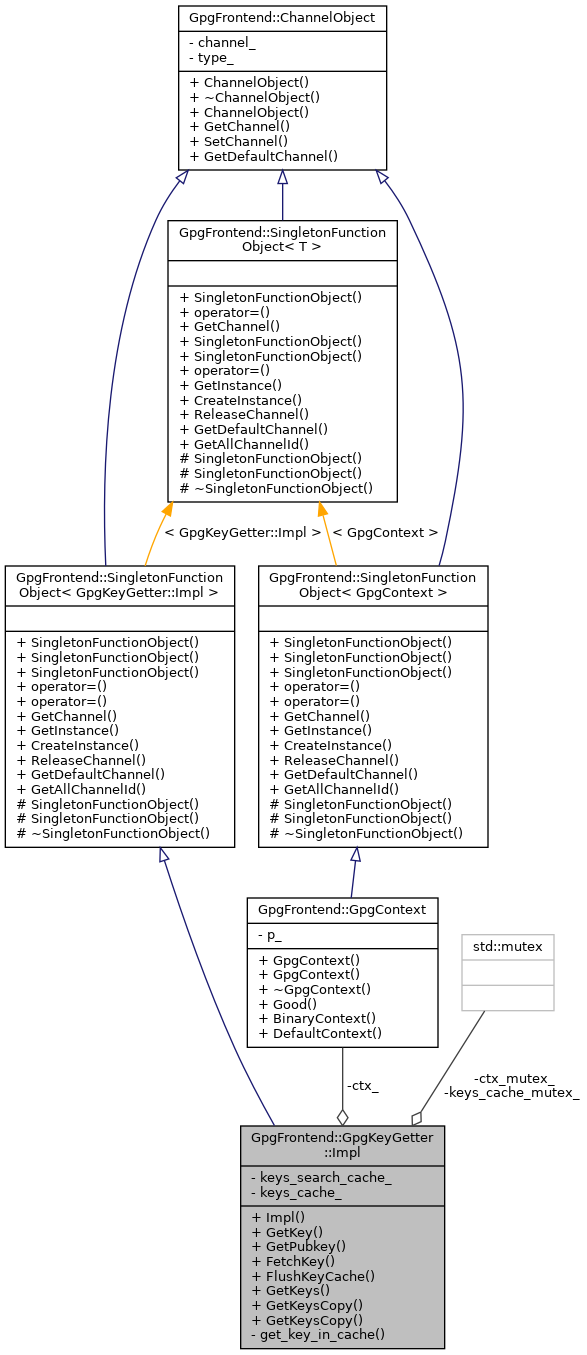 GpgFrontend::ChannelObject
- channel_
- type_
+ ChannelObject()
+ ~ChannelObject()
+ ChannelObject()
+ GetChannel()
+ SetChannel()
+ GetDefaultChannel()
GpgFrontend::SingletonFunction
Object< T >
+ SingletonFunctionObject()
+ operator=()
+ GetChannel()
+ SingletonFunctionObject()
+ SingletonFunctionObject()
+ operator=()
+ GetInstance()
+ CreateInstance()
+ ReleaseChannel()
+ GetDefaultChannel()
+ GetAllChannelId()
# SingletonFunctionObject()
# SingletonFunctionObject()
# ~SingletonFunctionObject()
< GpgKeyGetter::Impl >
< GpgContext >
GpgFrontend::SingletonFunction
Object< GpgKeyGetter::Impl >
+ SingletonFunctionObject()
+ SingletonFunctionObject()
+ SingletonFunctionObject()
+ operator=()
+ operator=()
+ GetChannel()
+ GetInstance()
+ CreateInstance()
+ ReleaseChannel()
+ GetDefaultChannel()
+ GetAllChannelId()
# SingletonFunctionObject()
# SingletonFunctionObject()
# ~SingletonFunctionObject()
GpgFrontend::SingletonFunction
Object< GpgContext >
+ SingletonFunctionObject()
+ SingletonFunctionObject()
+ SingletonFunctionObject()
+ operator=()
+ operator=()
+ GetChannel()
+ GetInstance()
+ CreateInstance()
+ ReleaseChannel()
+ GetDefaultChannel()
+ GetAllChannelId()
# SingletonFunctionObject()
# SingletonFunctionObject()
# ~SingletonFunctionObject()
GpgFrontend::GpgContext
- p_
+ GpgContext()
+ GpgContext()
+ ~GpgContext()
+ Good()
+ BinaryContext()
+ DefaultContext()
std::mutex
-ctx_
-ctx_mutex_
-keys_cache_mutex_
GpgFrontend::GpgKeyGetter
::Impl
- keys_search_cache_
- keys_cache_
+ Impl()
+ GetKey()
+ GetPubkey()
+ FetchKey()
+ FlushKeyCache()
+ GetKeys()
+ GetKeysCopy()
+ GetKeysCopy()
- get_key_in_cache()